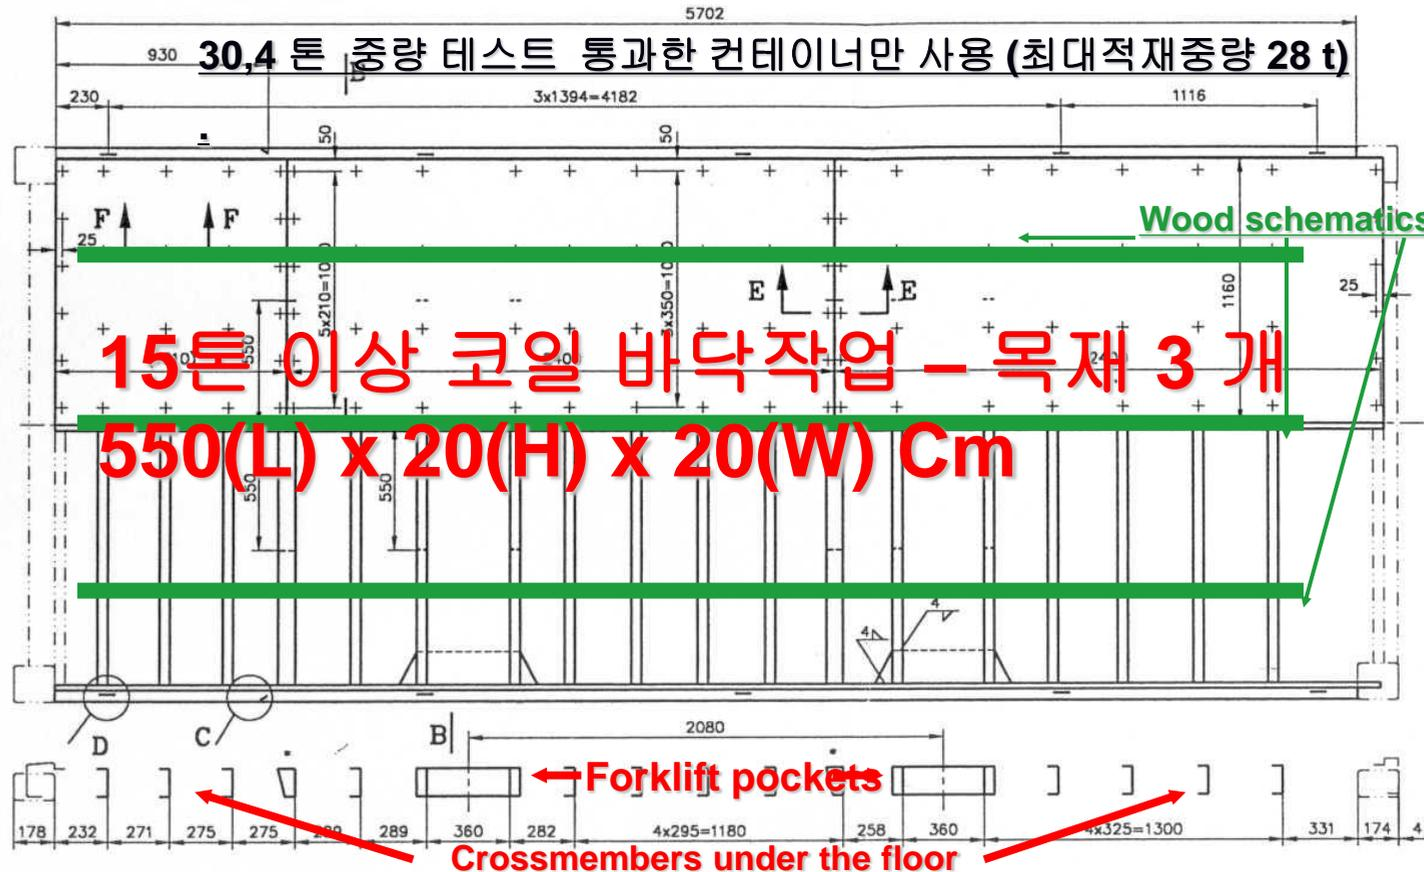 5702
30,4 톤 중량 테스트 통과한 컨테이너만 사용 (최대적재중량 28 t)
.
930
230
3x1394=4182
1116
50
50
F
F
Wood schematics
25
E
E
1160
25
15톤 이상 코일 바닥작업 – 목재 3 개
550(L) x 20(H) x 20(W) Cm
550
550
550
4
4
D
C
B
2080
Forklift pockets
178 232 271 275 275 289 360 282 4x295=1180 258 360 4x325=1300 331 174
Crossmembers under the floor